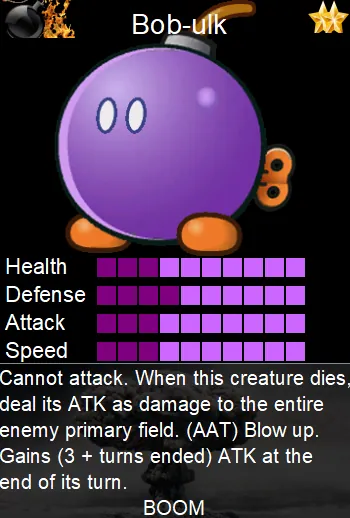 Bob-ulk
Health
Defense
Attack
Speed
Cannot attack. When this creature dies,
deal its ATK as damage to the entire
enemy primary field. (AAT) Blow up.
Gains (3 + turns ended) ATK at the
end of its turn.
BOOM